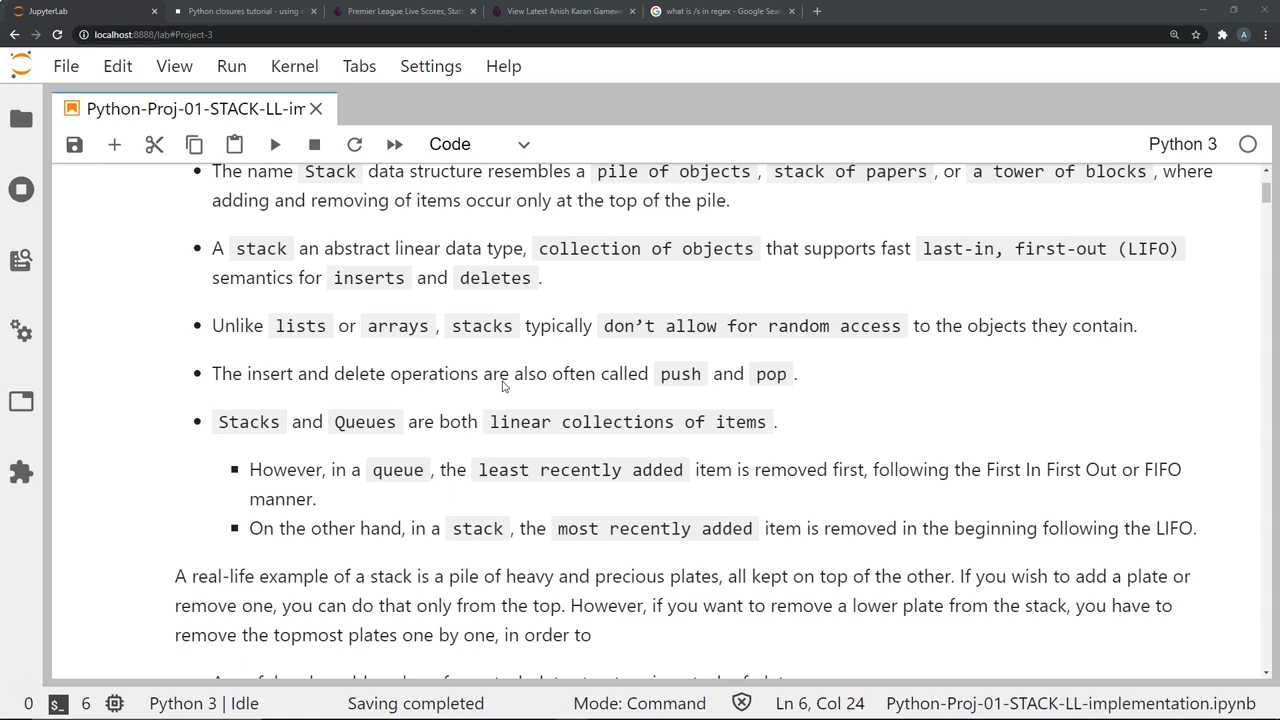 JupyterLab
Python closures tutorial - using c
Premier League Live Scores, Stat
View Latest Anish Karan Gamewe
what is /s in regex - Google Sear
localhost:8888/lab#Project-3
File Edit View Run Kernel Tabs Settings Help
Python-Proj-01-STACK-LL-im
Code
Python 3
The name Stack data structure resembles a pile of objects, stack of papers, or a tower of blocks, where
adding and removing of items occur only at the top of the pile.
A stack an abstract linear data type, collection of objects that supports fast last-in, first-out (LIFO)
semantics for inserts and deletes.
Unlike lists or arrays, stacks typically don’t allow for random access to the objects they contain.
The insert and delete operations are also often called push and pop.
Stacks and Queues are both linear collections of items.
However, in a queue, the least recently added item is removed first, following the First In First Out or FIFO
manner.
On the other hand, in a stack, the most recently added item is removed in the beginning following the LIFO.
A real-life example of a stack is a pile of heavy and precious plates, all kept on top of the other. If you wish to add a plate or
remove one, you can do that only from the top. However, if you want to remove a lower plate from the stack, you have to
remove the topmost plates one by one, in order to
0 $_ 6 Python 3 | Idle Saving completed Mode: Command Ln 6, Col 24 Python-Proj-01-STACK-LL-implementation.ipynb